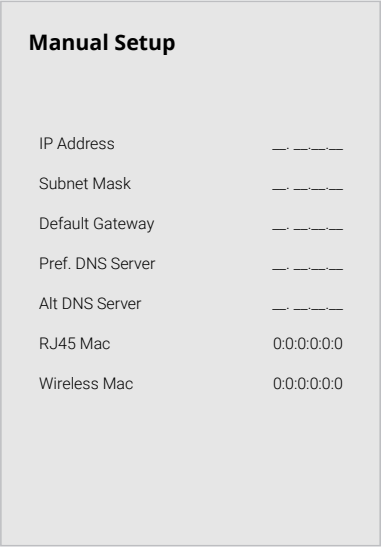 Manual Setup
IP Address __. __.__.__
Subnet Mask __. __.__.__
Default Gateway __. __.__.__
Pref. DNS Server __. __.__.__
Alt DNS Server __. __.__.__
RJ45 Mac 0:0:0:0:0:0
Wireless Mac 0:0:0:0:0:0